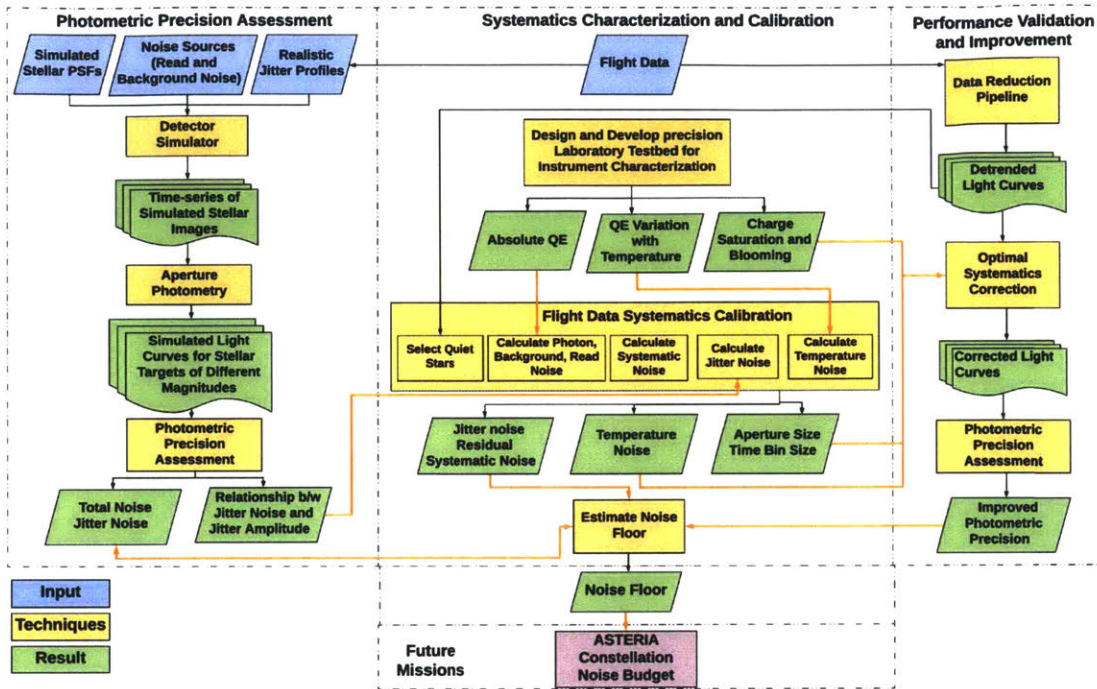 Photometric Precision Assessment
Simulated
Stellar PSFs
Noise Sources
(Read and
Background Noise)
Realistic
Jitter Profiles
Detector
Simulator
Time-series of
Simulated Stellar
Images
Aperture
Photometry
Simulated Light
Curves for Stellar
Targets of Different
Magnitudes
Photometric
Precision
Assessment
Total Noise
Jitter Noise
Relationship b/w
Jitter Noise and
Jitter Amplitude
Systematics Characterization and Calibration
Flight Data
Design and Develop precision
Laboratory Testbed for
Instrument Characterization
Absolute QE
QE Variation
with
Temperature
Charge
Saturation and
Blooming
Flight Data Systematics Calibration
Select Quiet
Stars
Calculate Photon,
Background, Read
Noise
Calculate
Systematic
Noise
Calculate
Jitter Noise
Calculate
Temperature
Noise
Jitter noise
Residual
Systematic Noise
Temperature
Noise
Aperture Size
Time Bin Size
Estimate Noise
Floor
Noise Floor
Performance Validation
and Improvement
Data Reduction
Pipeline
Detrended
Light Curves
Optimal
Systematics
Correction
Corrected Light
Curves
Photometric
Precision
Assessment
Improved
Photometric
Precision
Input
Techniques
Result
Future
Missions
ASTERIA
Constellation
Noise Budget